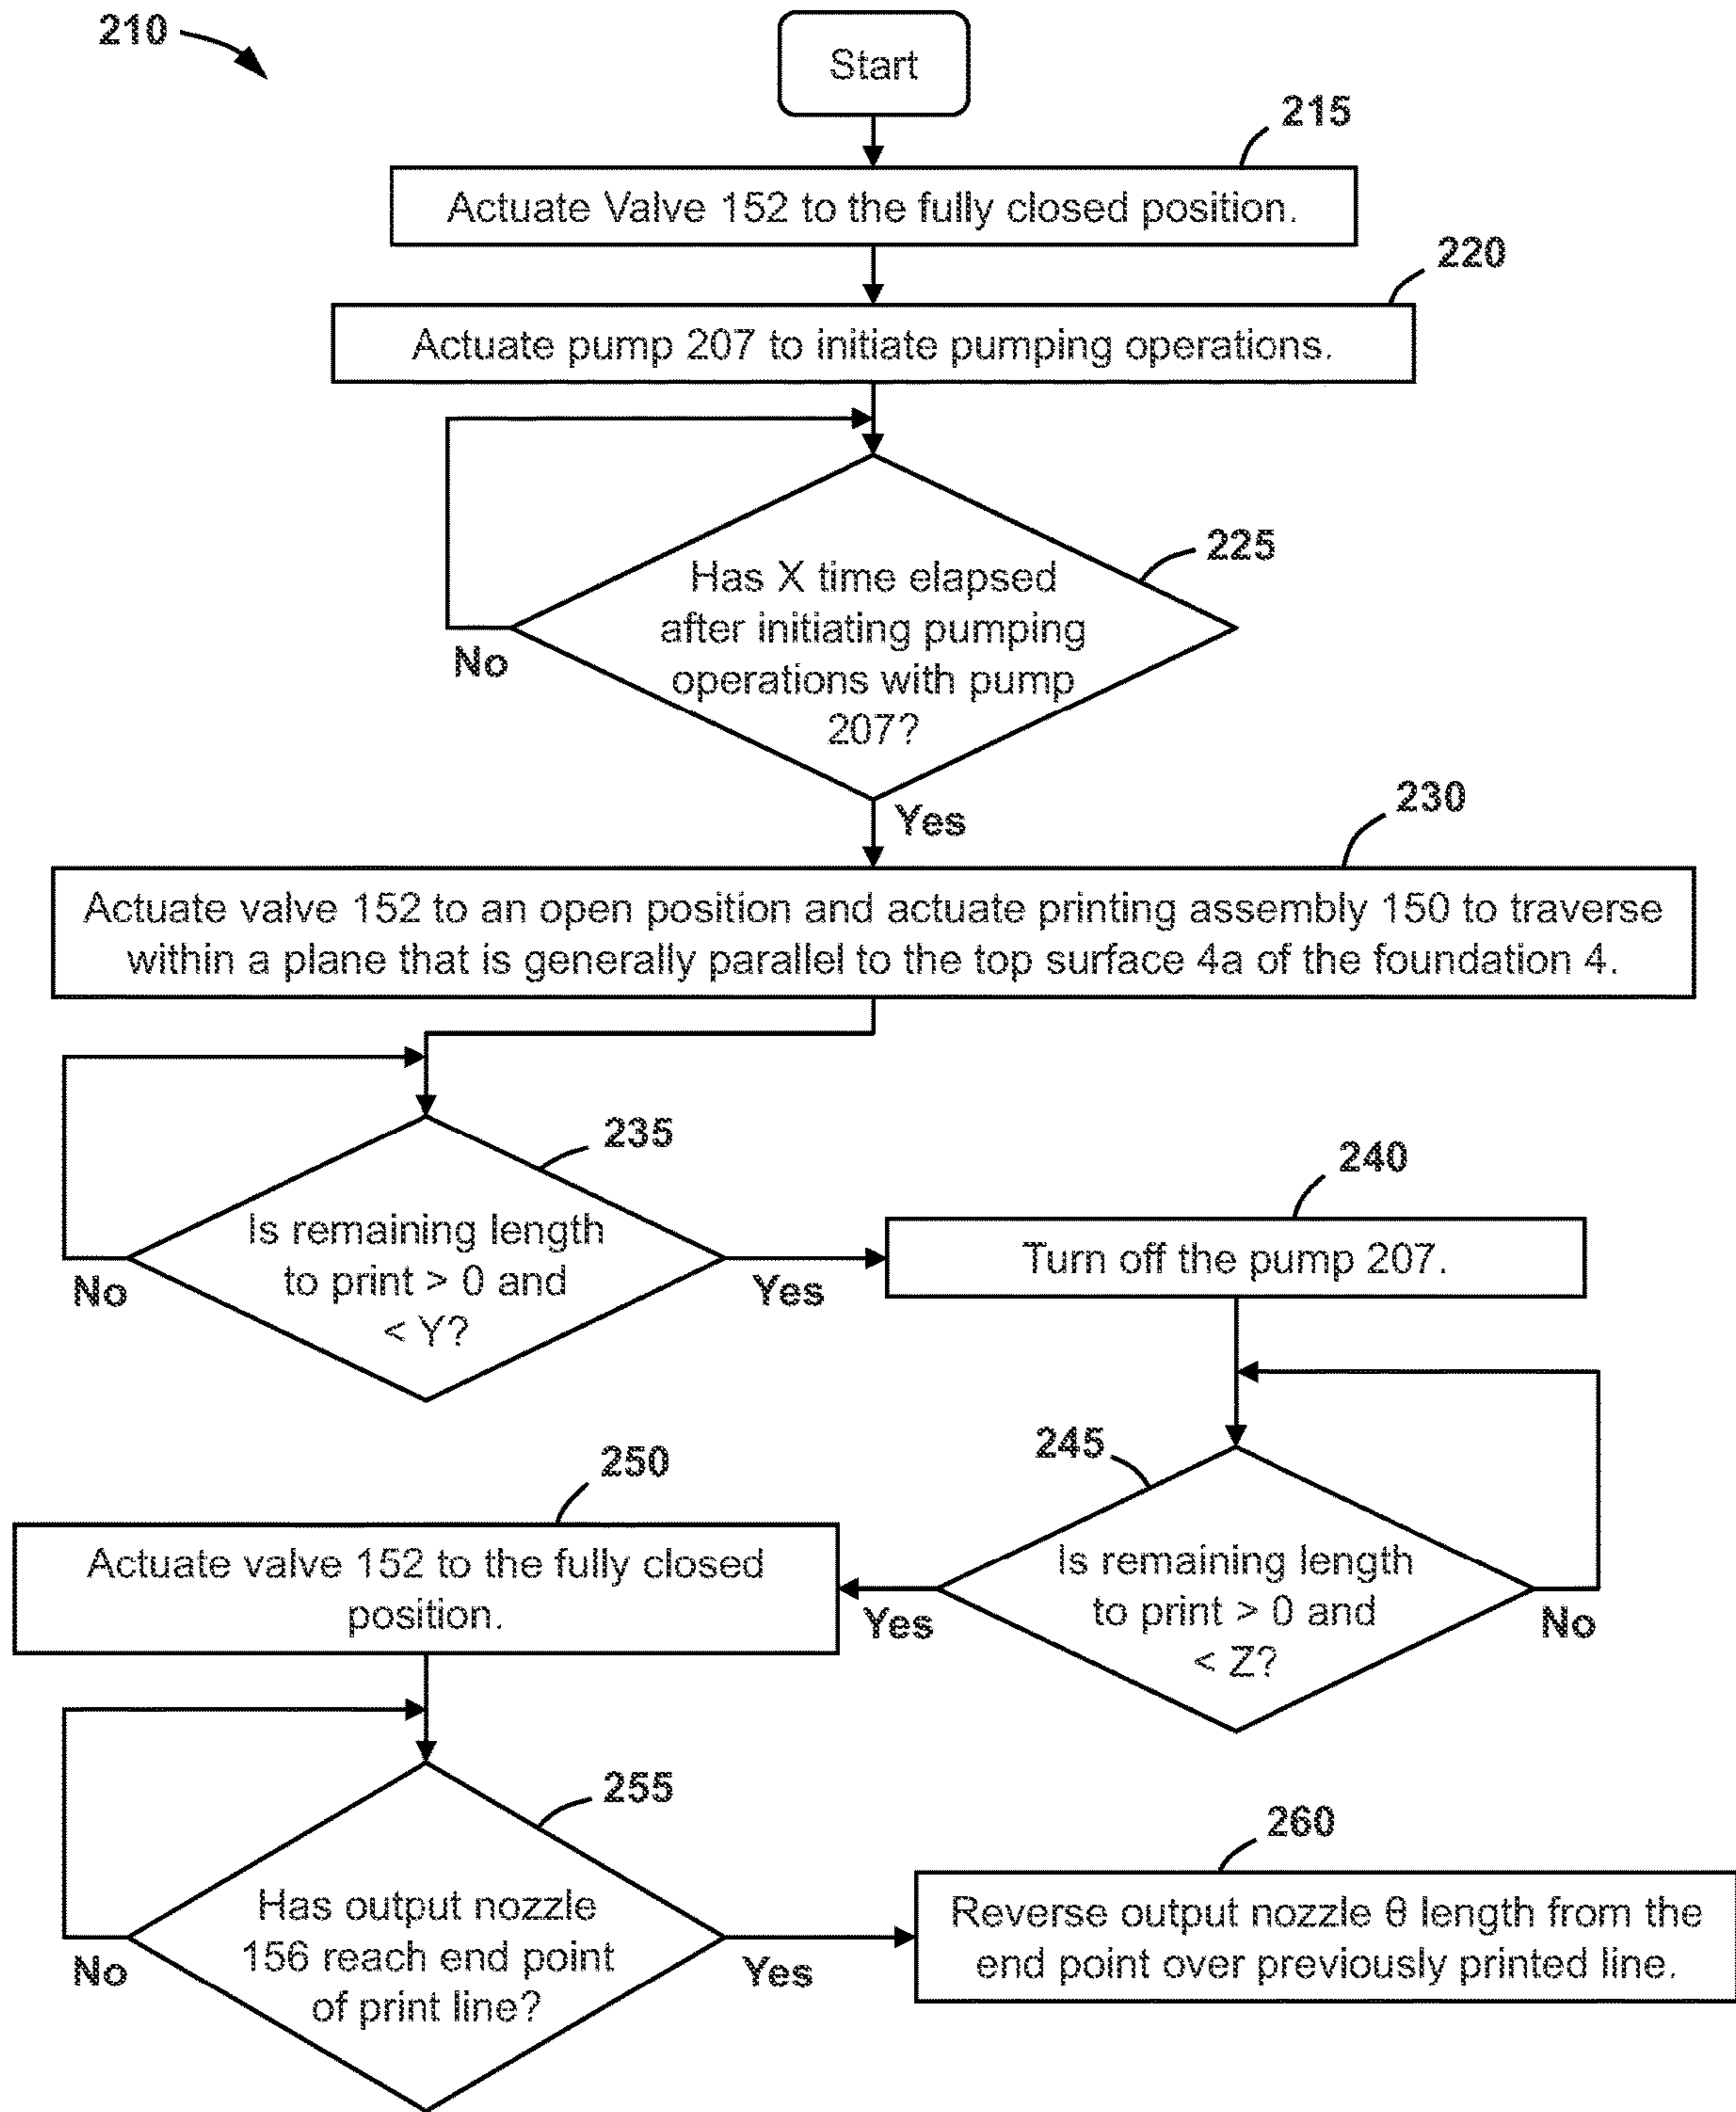 210
Start
215
Actuate Valve 152 to the fully closed position.
220
Actuate pump 207 to initiate pumping operations.
225
Has X time elapsed
after initiating pumping
operations with pump
207?
No
Yes
230
Actuate valve 152 to an open position and actuate printing assembly 150 to traverse
within a plane that is generally parallel to the top surface 4a of the foundation 4.
235
Is remaining length
to print > 0 and
< Y?
No
Yes
240
Turn off the pump 207.
245
Is remaining length
to print > 0 and
< Z?
No
Yes
250
Actuate valve 152 to the fully closed
position.
255
Has output nozzle
156 reach end point
of print line?
No
Yes
260
Reverse output nozzle θ length from the
end point over previously printed line.